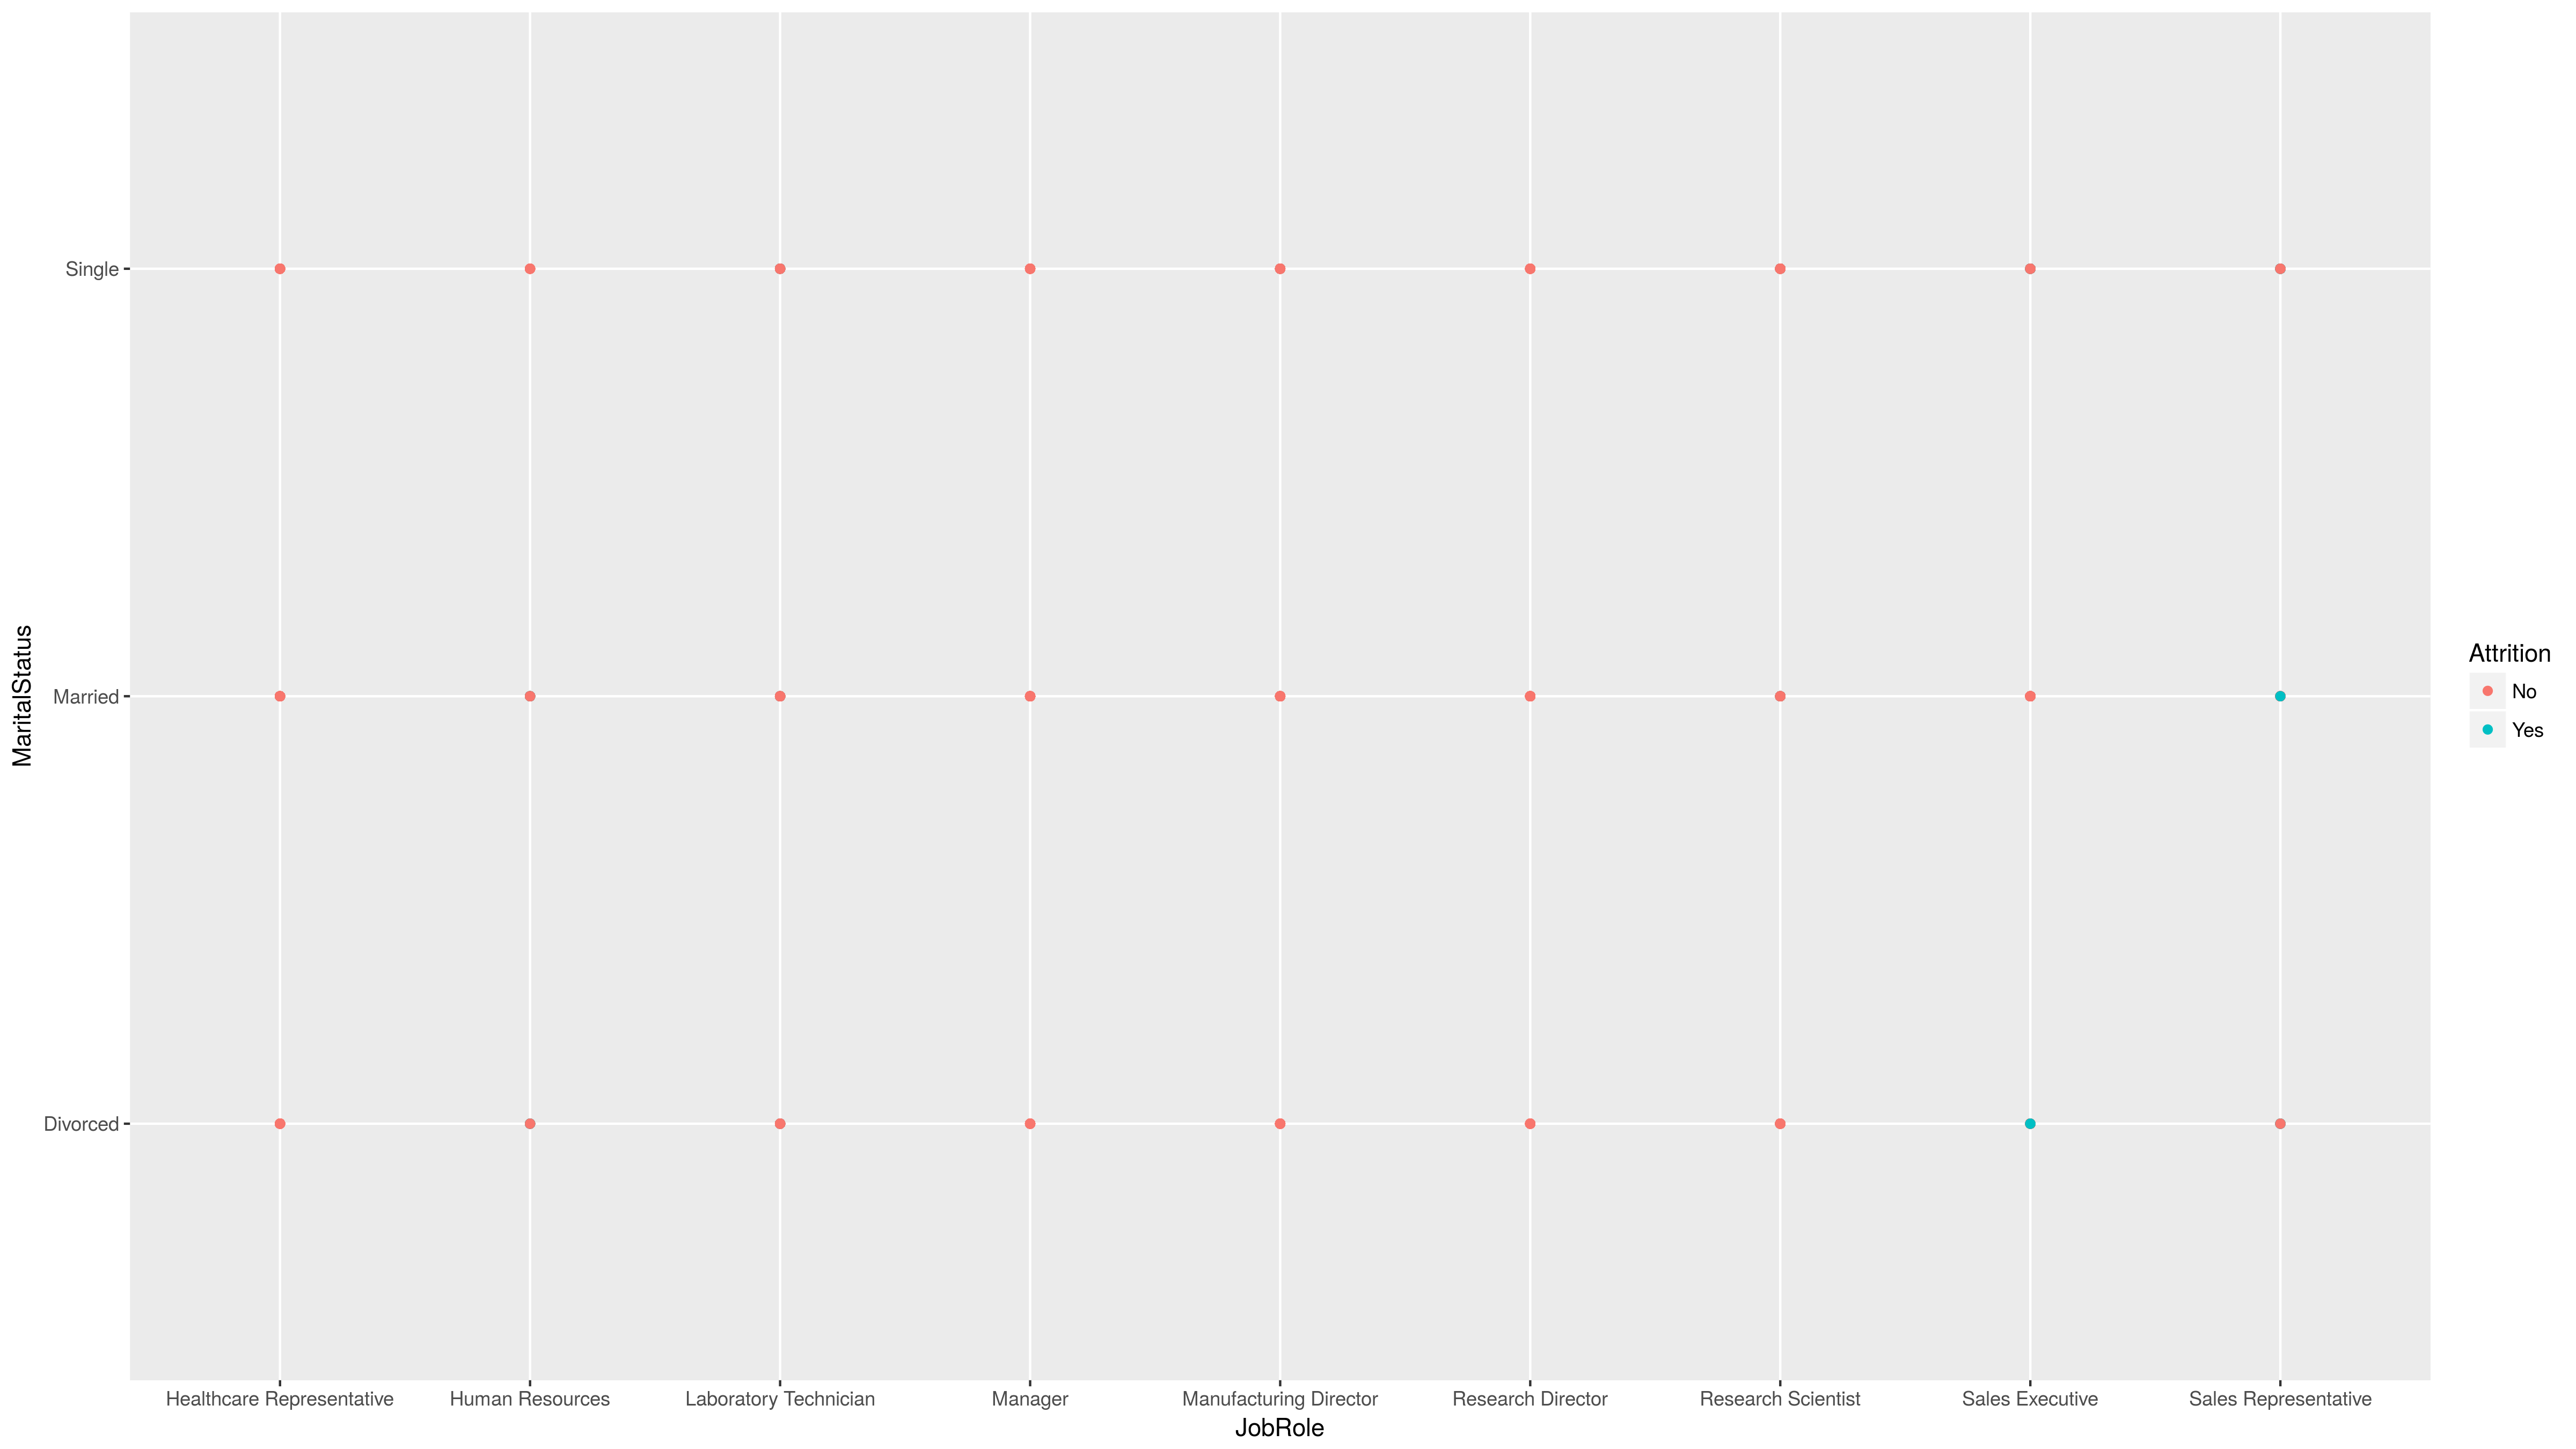 MaritalStatus
Single
Married
Divorced
Healthcare Representative
Human Resources
Laboratory Technician
Manager
Manufacturing Director
Research Director
Research Scientist
Sales Executive
Sales Representative
JobRole
Attrition
No
Yes